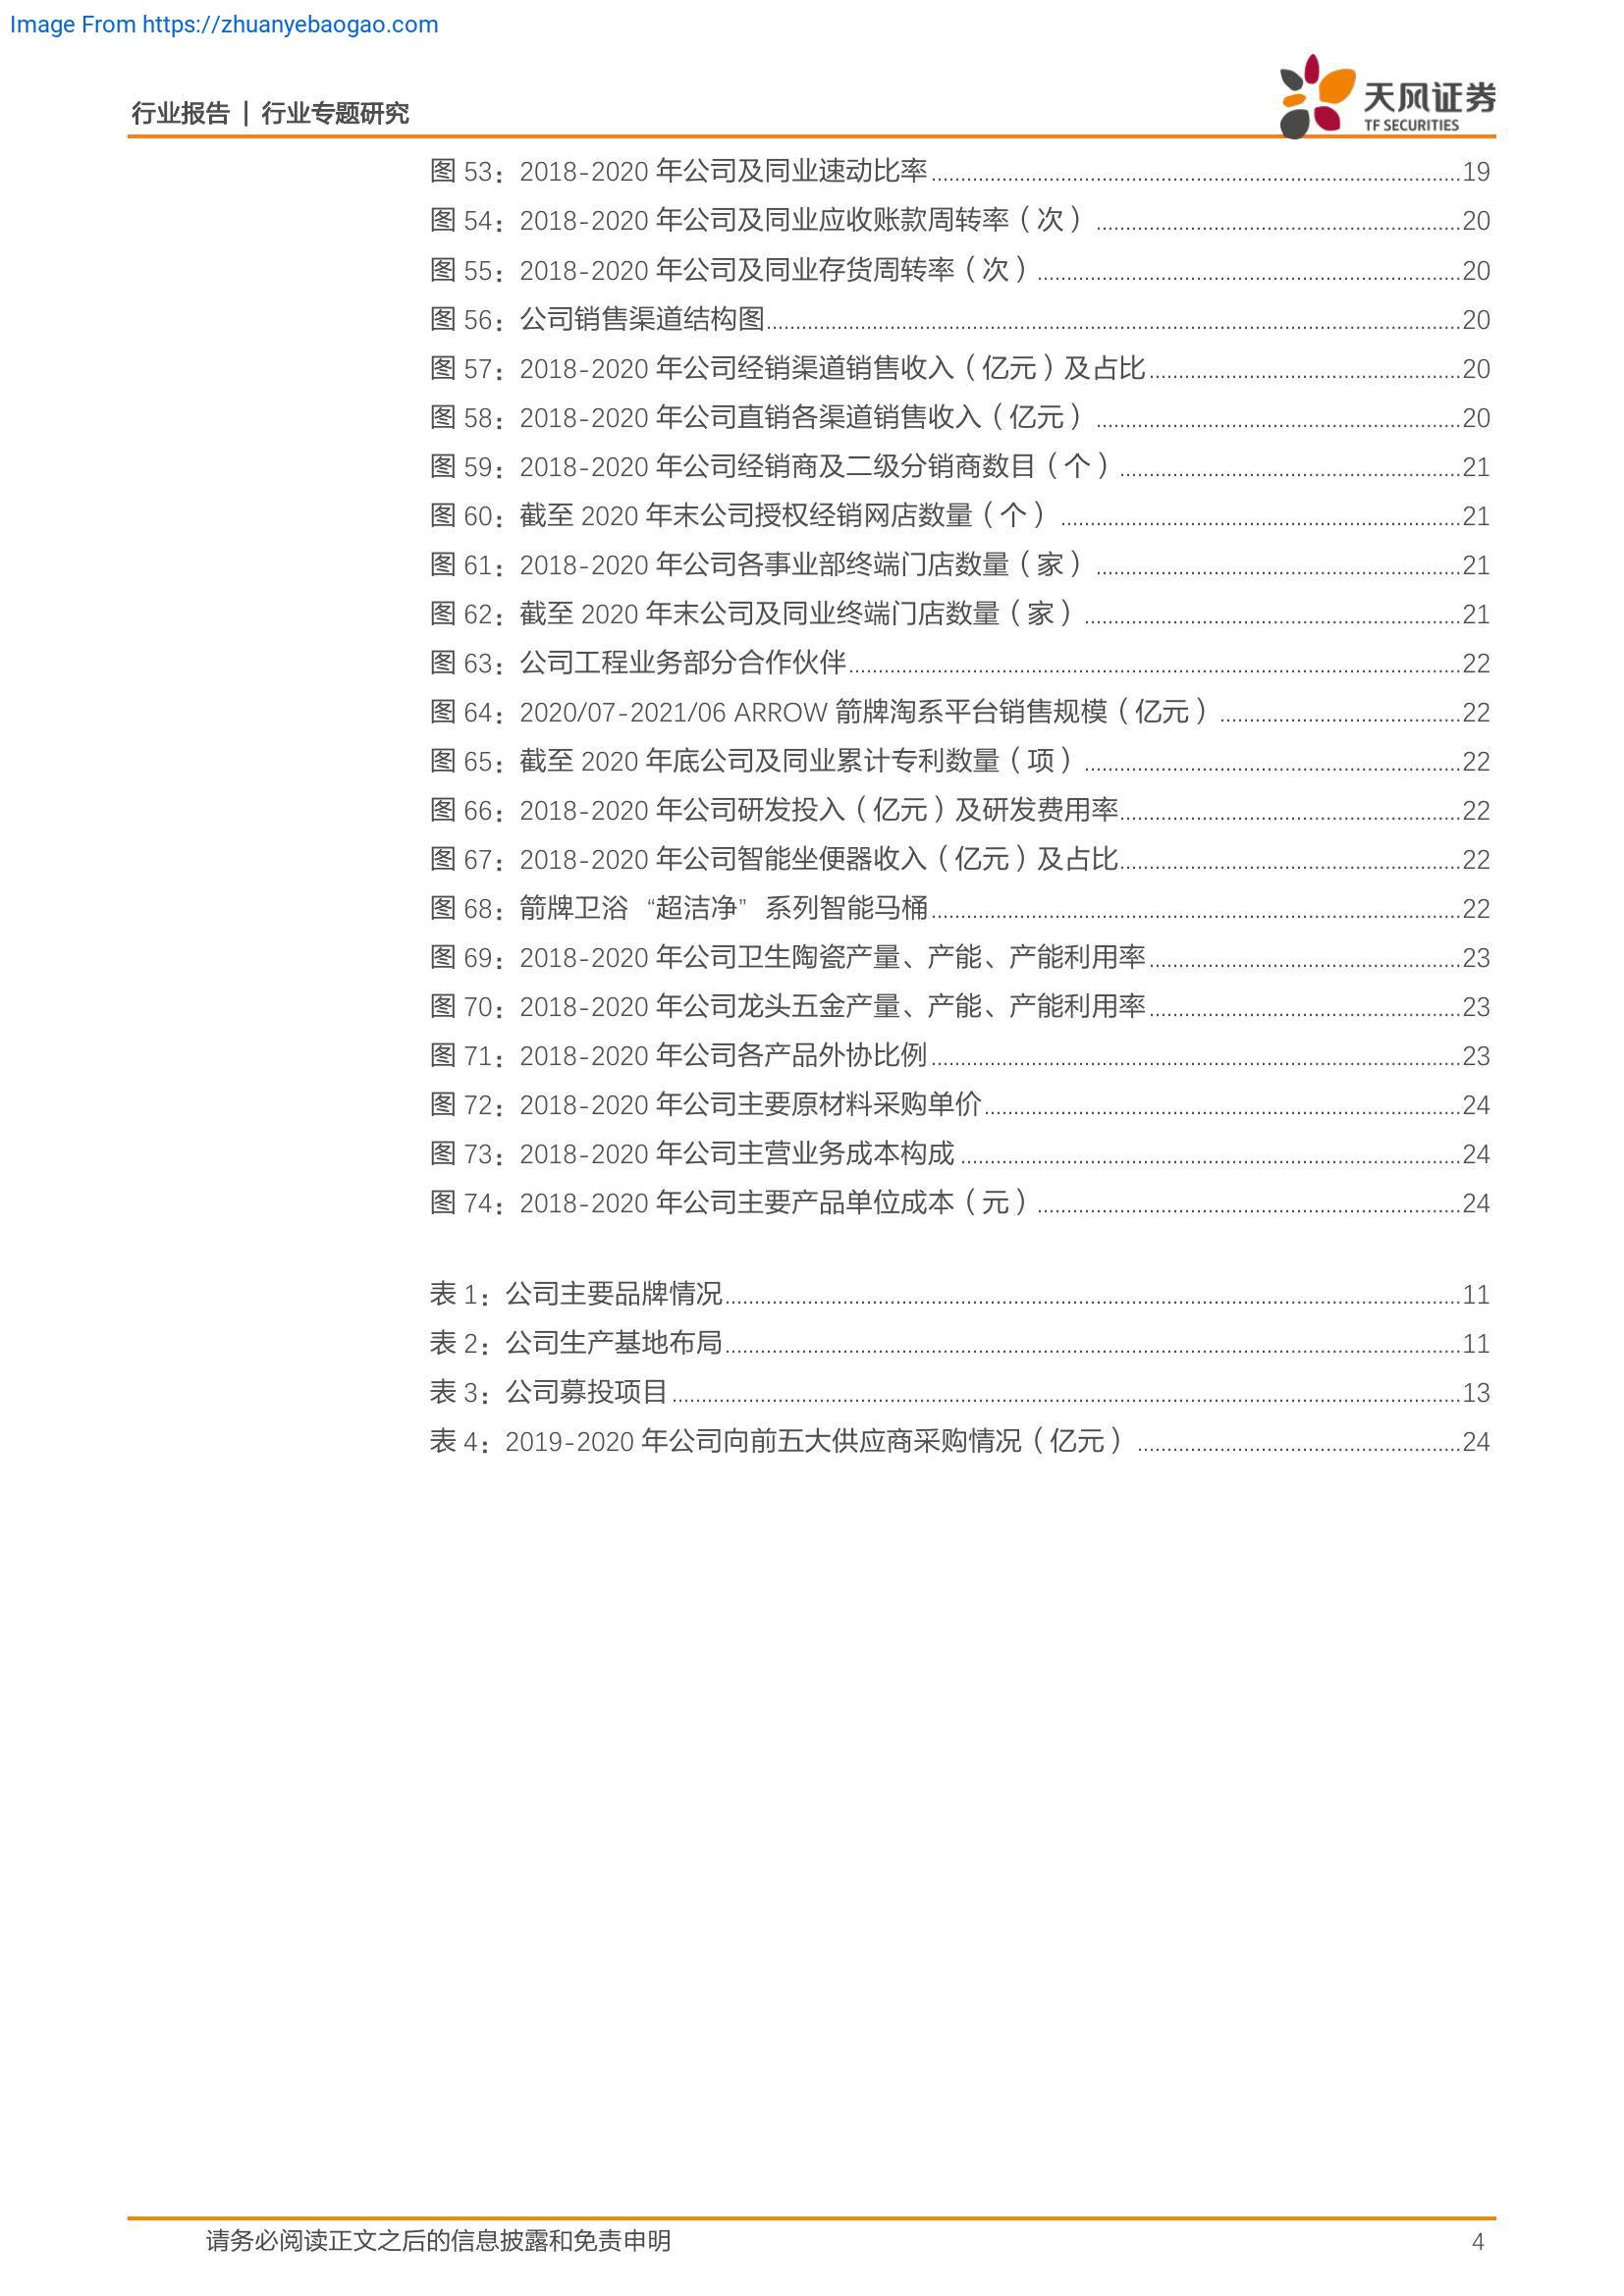 Image From https://zhuanyebaogao.com
行业报告 | 行业专题研究
天风证券
TF SECURITIES
图 53：2018-2020 年公司及同业速动比率 19
图 54：2018-2020 年公司及同业应收账款周转率（次） 20
图 55：2018-2020 年公司及同业存货周转率（次） 20
图 56：公司销售渠道结构图 20
图 57：2018-2020 年公司经销渠道销售收入（亿元）及占比 20
图 58：2018-2020 年公司直销各渠道销售收入（亿元） 20
图 59：2018-2020 年公司经销商及二级分销商数目（个） 21
图 60：截至 2020 年末公司授权经销网店数量（个） 21
图 61：2018-2020 年公司各事业部终端门店数量（家） 21
图 62：截至 2020 年末公司及同业终端门店数量（家） 21
图 63：公司工程业务部分合作伙伴 22
图 64：2020/07-2021/06 ARROW 箭牌淘系平台销售规模（亿元） 22
图 65：截至 2020 年底公司及同业累计专利数量（项） 22
图 66：2018-2020 年公司研发投入（亿元）及研发费用率 22
图 67：2018-2020 年公司智能坐便器收入（亿元）及占比 22
图 68：箭牌卫浴“超洁净”系列智能马桶 22
图 69：2018-2020 年公司卫生陶瓷产量、产能、产能利用率 23
图 70：2018-2020 年公司龙头五金产量、产能、产能利用率 23
图 71：2018-2020 年公司各产品外协比例 23
图 72：2018-2020 年公司主要原材料采购单价 24
图 73：2018-2020 年公司主营业务成本构成 24
图 74：2018-2020 年公司主要产品单位成本（元） 24
表 1：公司主要品牌情况 11
表 2：公司生产基地布局 11
表 3：公司募投项目 13
表 4：2019-2020 年公司向前五大供应商采购情况（亿元） 24
请务必阅读正文之后的信息披露和免责申明 4